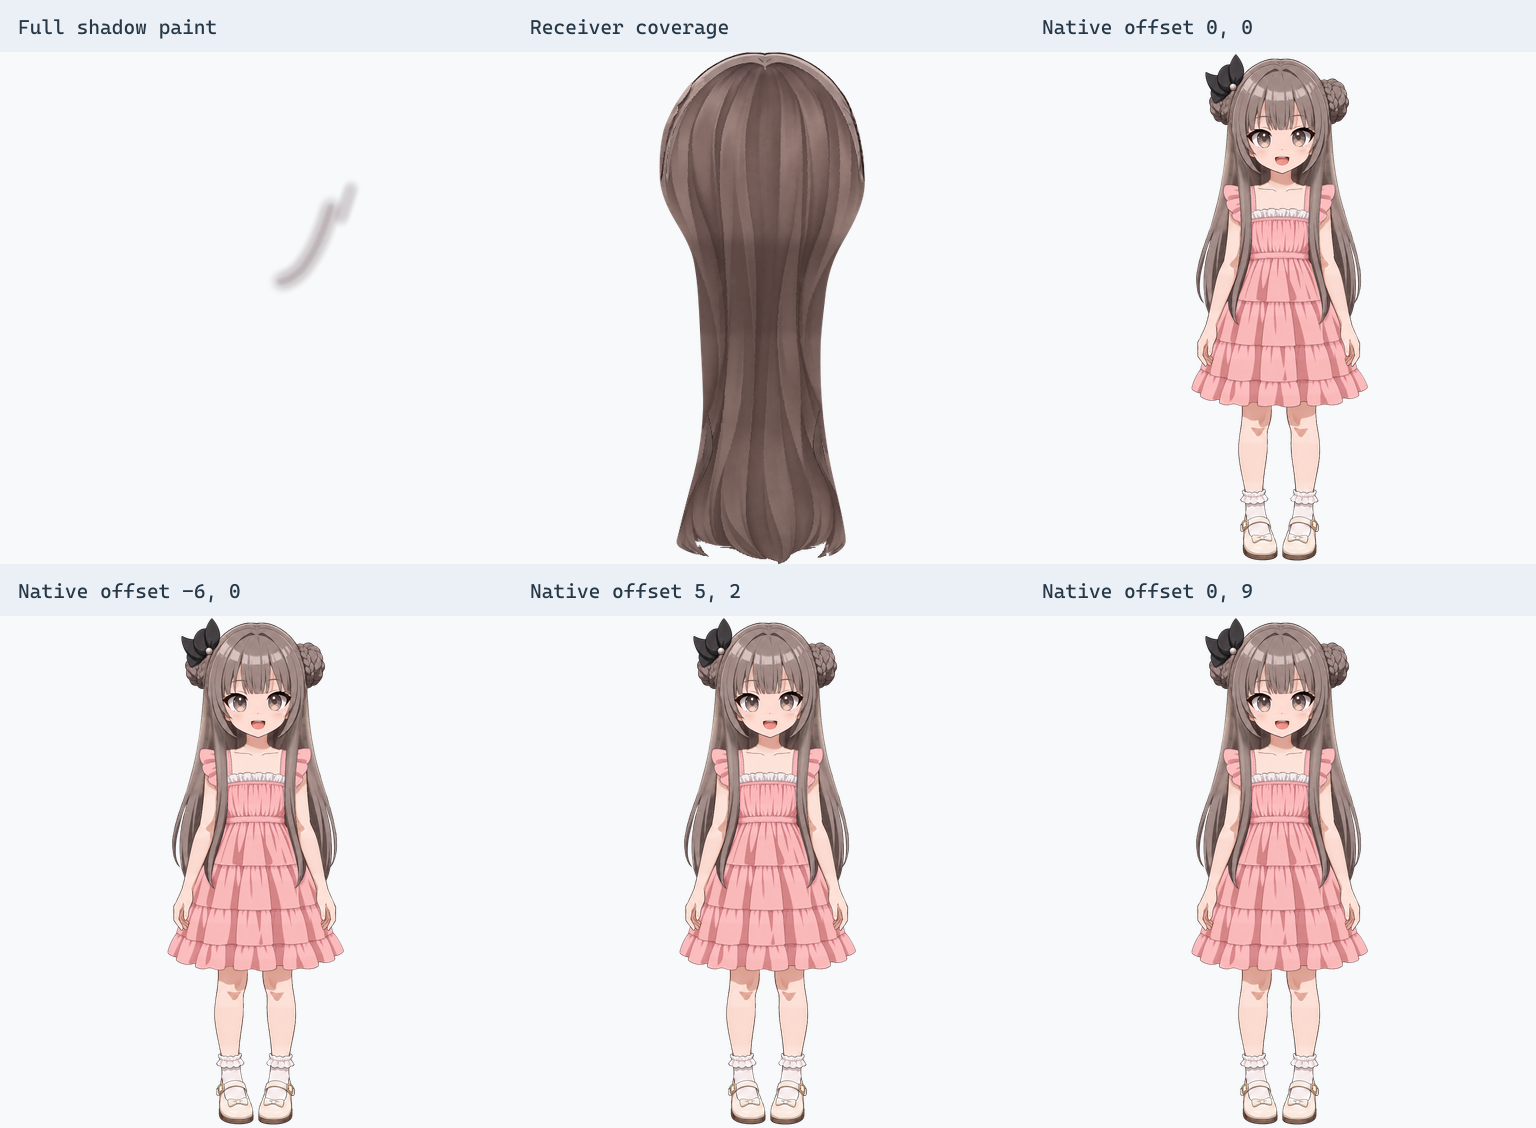 Full shadow paint
Receiver coverage
Native offset 0, 0
Native offset −6, 0
Native offset 5, 2
Native offset 0, 9